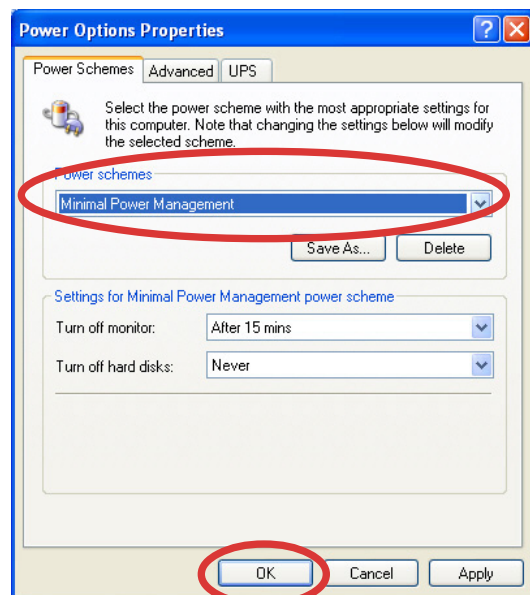 Power Options Properties
Power Schemes Advanced UPS
Select the power scheme with the most appropriate settings for
this computer. Note that changing the settings below will modify
the selected scheme.
Power schemes
Minimal Power Management
Save As... Delete
Settings for Minimal Power Management power scheme
Turn off monitor: After 15 mins
Turn off hard disks: Never
OK Cancel Apply